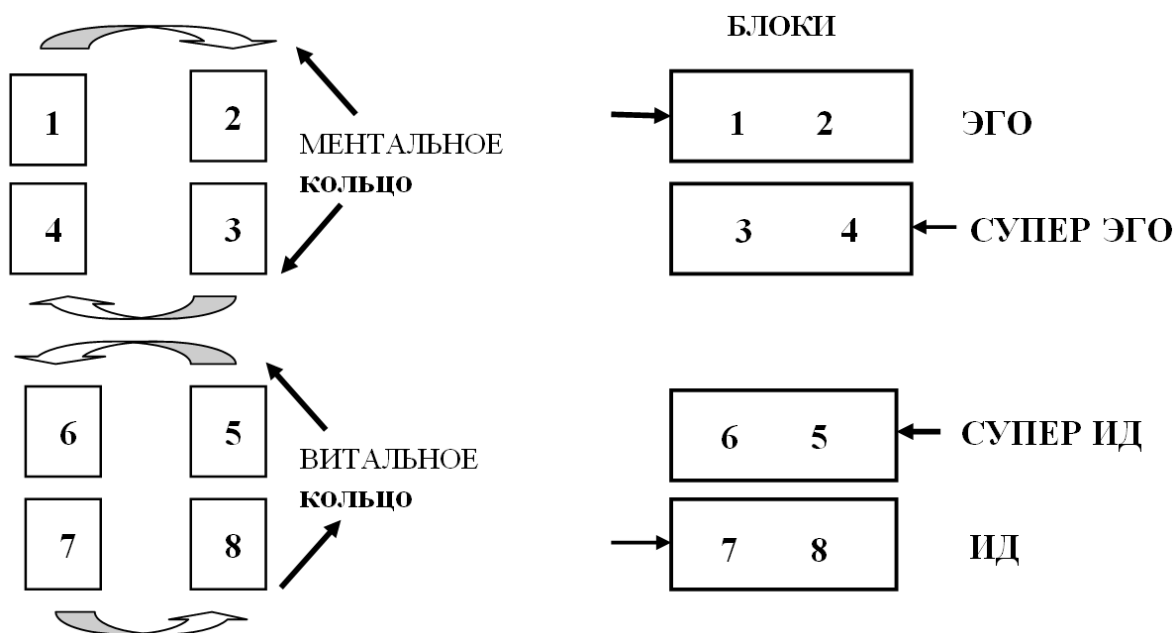 БЛОКИ
1 2
МЕНТАЛЬНОЕ
кольцо
4 3
1 2 ЭГО
3 4 СУПЕР ЭГО
6 5
ВИТАЛЬНОЕ
кольцо
7 8
6 5 СУПЕР ИД
7 8 ИД